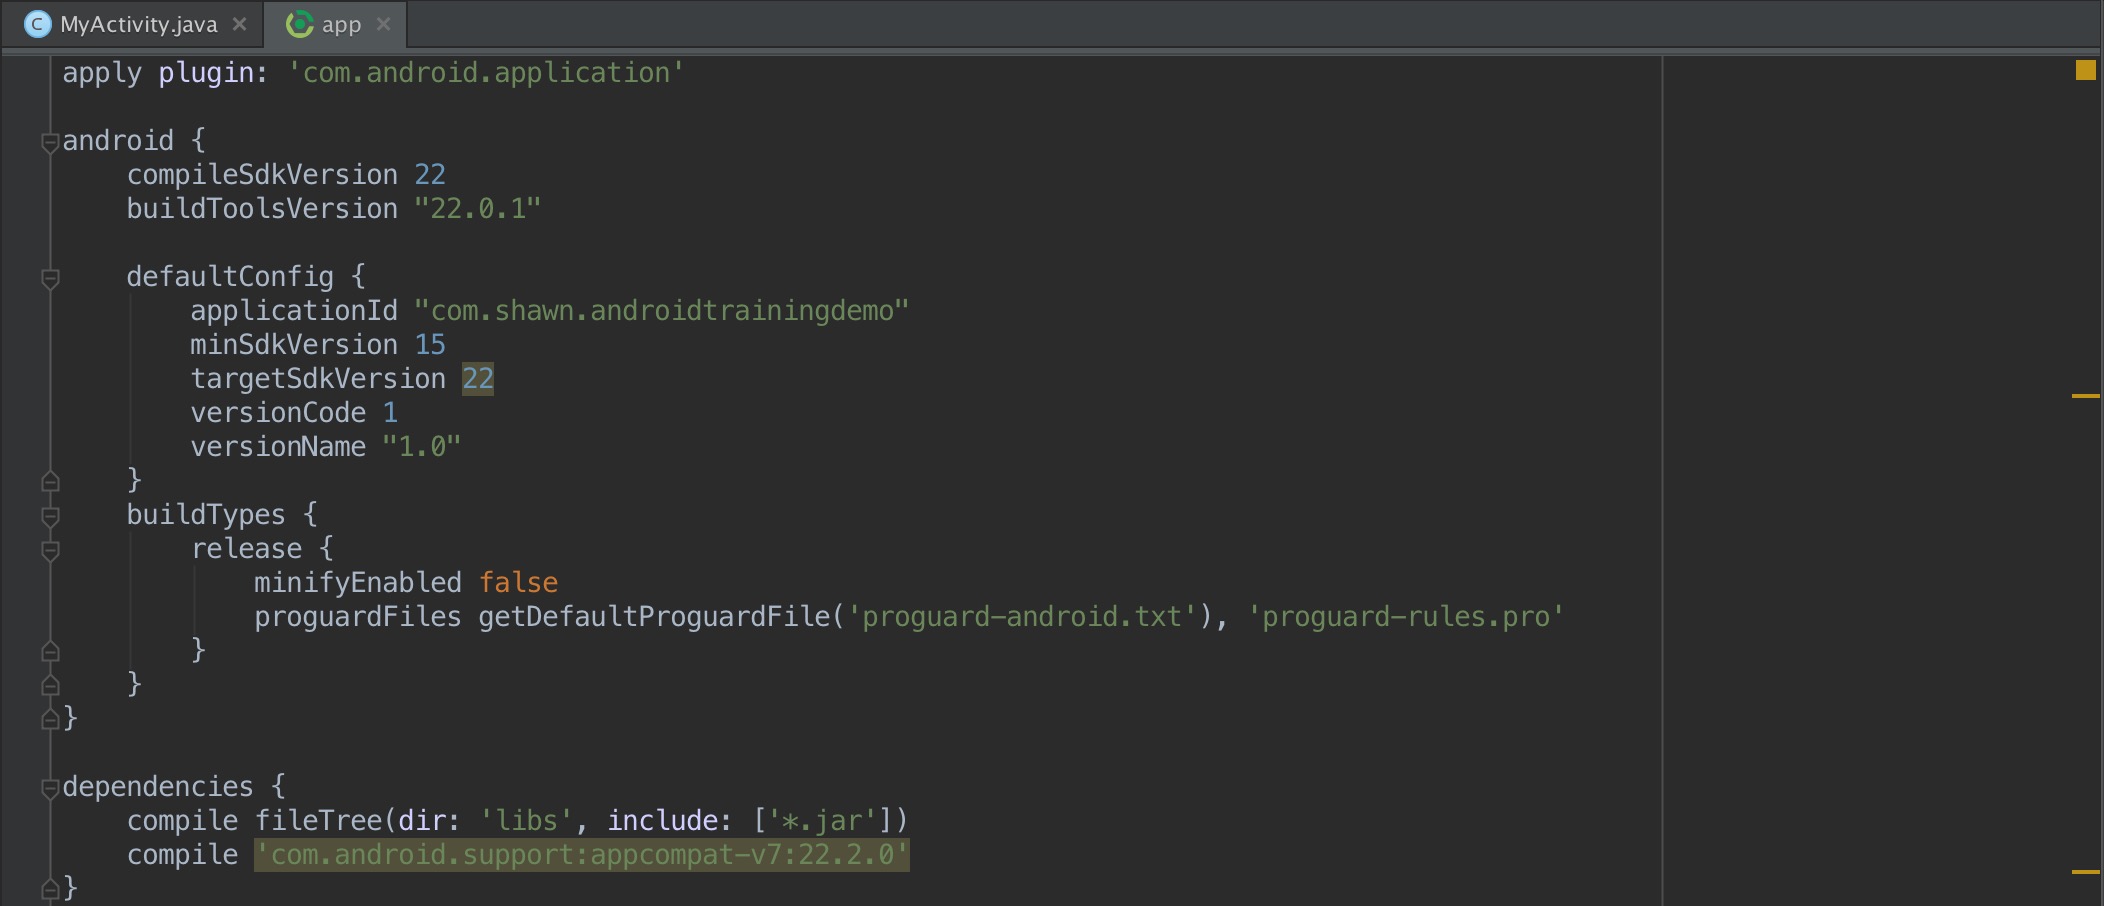 MyActivity.java app
apply plugin: 'com.android.application'
android {
compileSdkVersion 22
buildToolsVersion "22.0.1"
defaultConfig {
applicationId "com.shawn.androidtrainingdemo"
minSdkVersion 15
targetSdkVersion 22
versionCode 1
versionName "1.0"
}
buildTypes {
release {
minifyEnabled false
proguardFiles getDefaultProguardFile('proguard-android.txt'), 'proguard-rules.pro'
}
}
}
dependencies {
compile fileTree(dir: 'libs', include: ['*.jar'])
compile 'com.android.support:appcompat-v7:22.2.0'
}